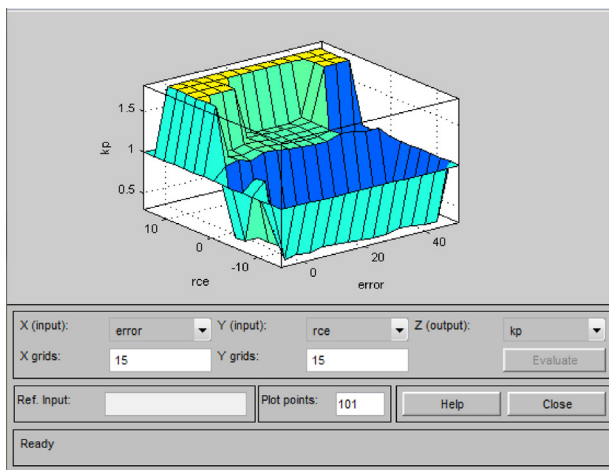 1.5
1
0.5
kp
10
0
-10
rce
0
20
40
error
X (input): error Y (input): rce Z (output): kp
X grids: 15 Y grids: 15 Evaluate
Ref. Input: Plot points: 101 Help Close
Ready